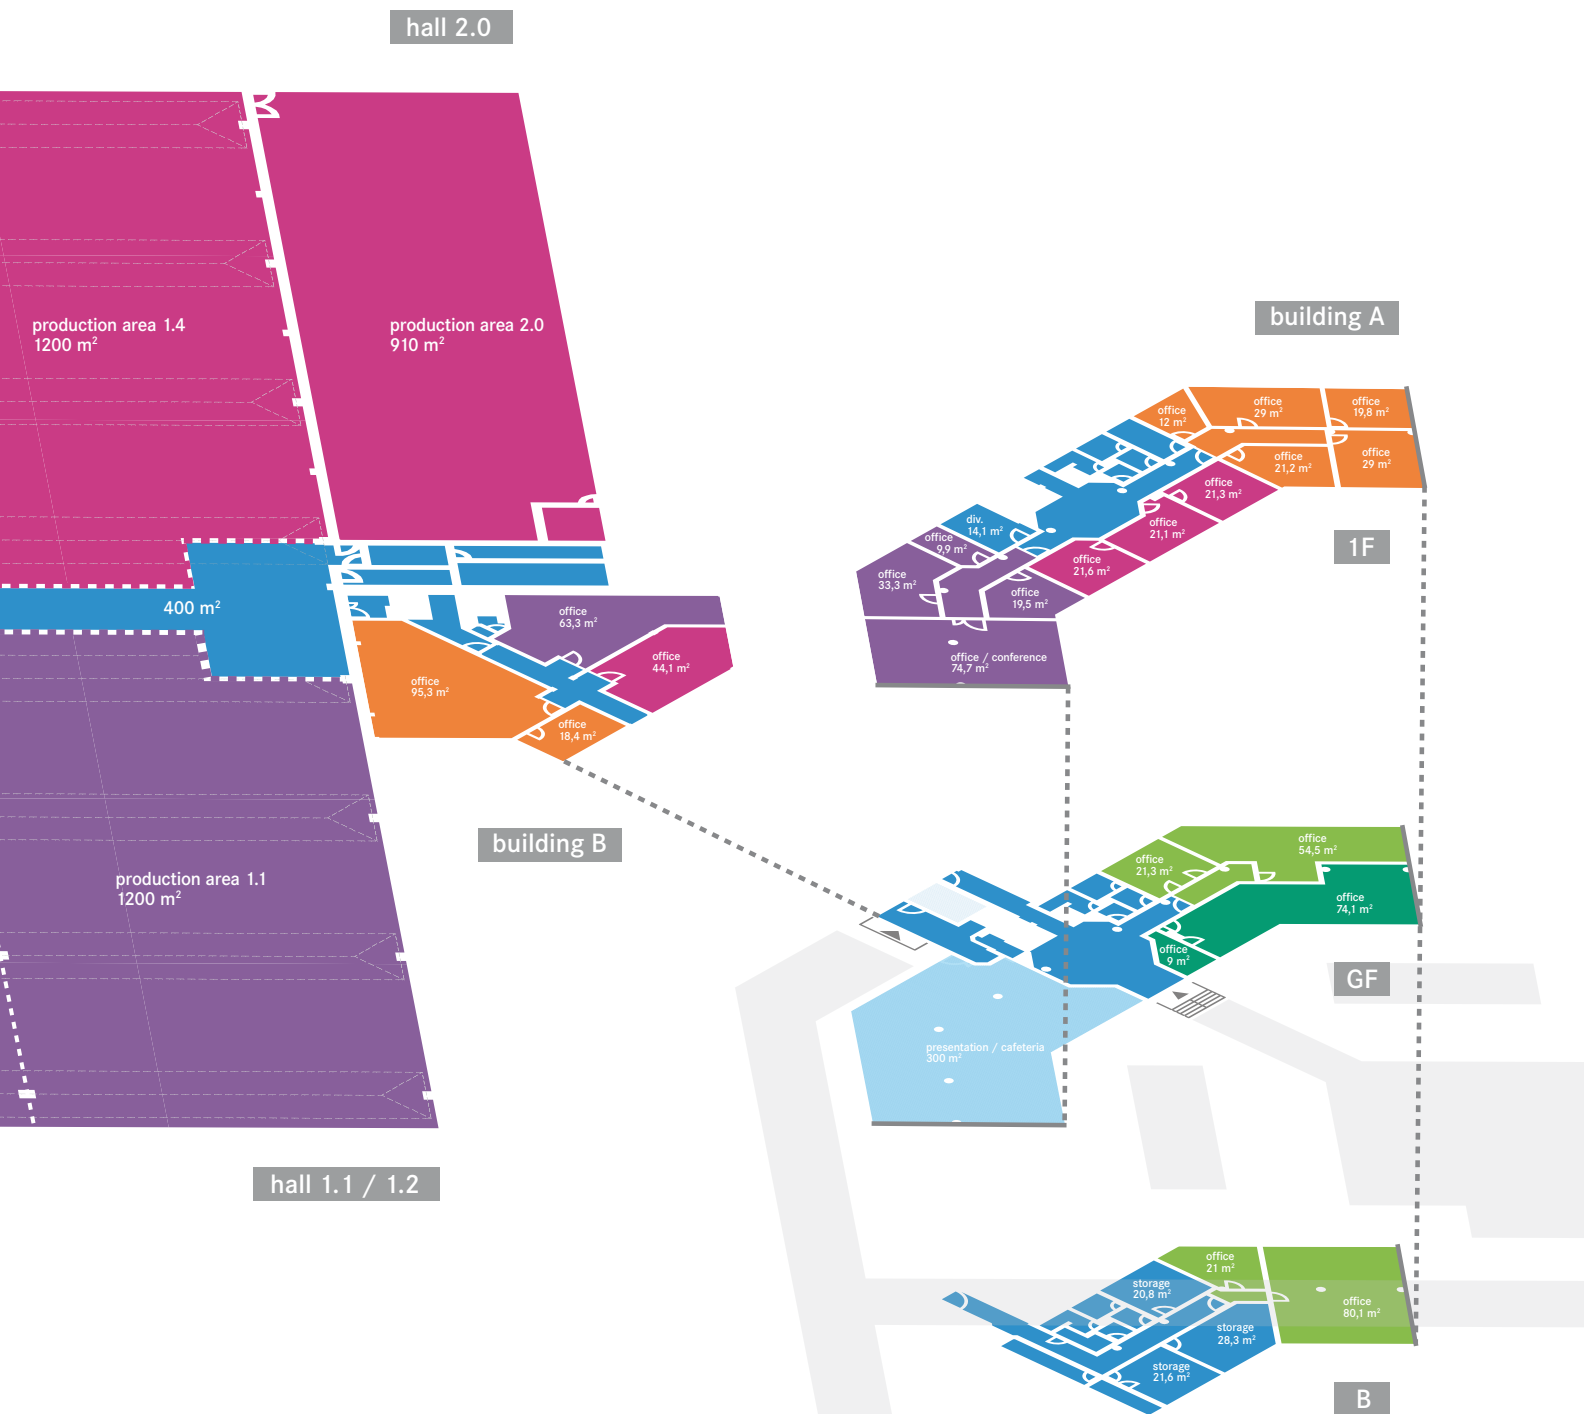 hall 2.0
production area 1.4
1200 m²
production area 2.0
910 m²
400 m²
office
63,3 m²
office
44,1 m²
office
95,3 m²
office
18,4 m²
building B
production area 1.1
1200 m²
hall 1.1 / 1.2
building A
office
12 m²
office
29 m²
office
19,8 m²
office
21,2 m²
office
29 m²
office
21,3 m²
office
21,1 m²
office
21,6 m²
div.
14,1 m²
office
9,9 m²
office
33,3 m²
office
19,5 m²
office / conference
74,7 m²
1F
office
21,3 m²
office
54,5 m²
office
74,1 m²
office
9 m²
presentation / cafeteria
300 m²
GF
office
21 m²
storage
20,8 m²
office
80,1 m²
storage
28,3 m²
storage
21,6 m²
B